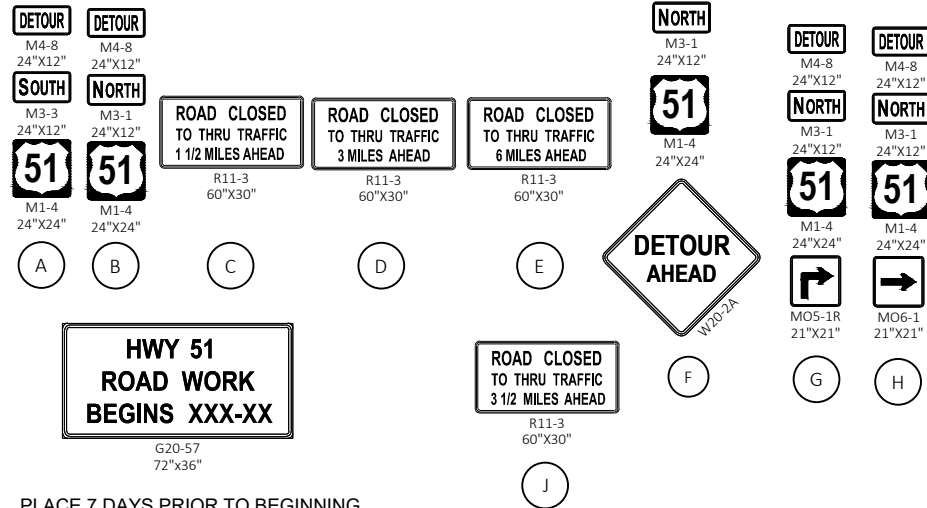 DETOUR
M4-8
24"X12"
SOUTH
M3-3
24"X12"
51
M1-4
24"X24"
A
DETOUR
M4-8
24"X12"
NORTH
M3-1
24"X12"
51
M1-4
24"X24"
B
ROAD CLOSED
TO THRU TRAFFIC
1 1/2 MILES AHEAD
R11-3
60"X30"
C
ROAD CLOSED
TO THRU TRAFFIC
3 MILES AHEAD
R11-3
60"X30"
D
ROAD CLOSED
TO THRU TRAFFIC
6 MILES AHEAD
R11-3
60"X30"
E
NORTH
M3-1
24"X12"
51
M1-4
24"X24"
DETOUR
AHEAD
W20-2A
F
DETOUR
M4-8
24"X12"
NORTH
M3-1
24"X12"
51
M1-4
24"X24"
MO5-1R
21"X21"
G
DETOUR
M4-8
24"X12"
NORTH
M3-1
24"X12"
51
M1-4
24"X24"
MO6-1
21"X21"
H
HWY 51
ROAD WORK
BEGINS XXX-XX
G20-57
72"x36"
PLACE 7 DAYS PRIOR TO BEGINNING
ROAD CLOSED
TO THRU TRAFFIC
3 1/2 MILES AHEAD
R11-3
60"X30"
J